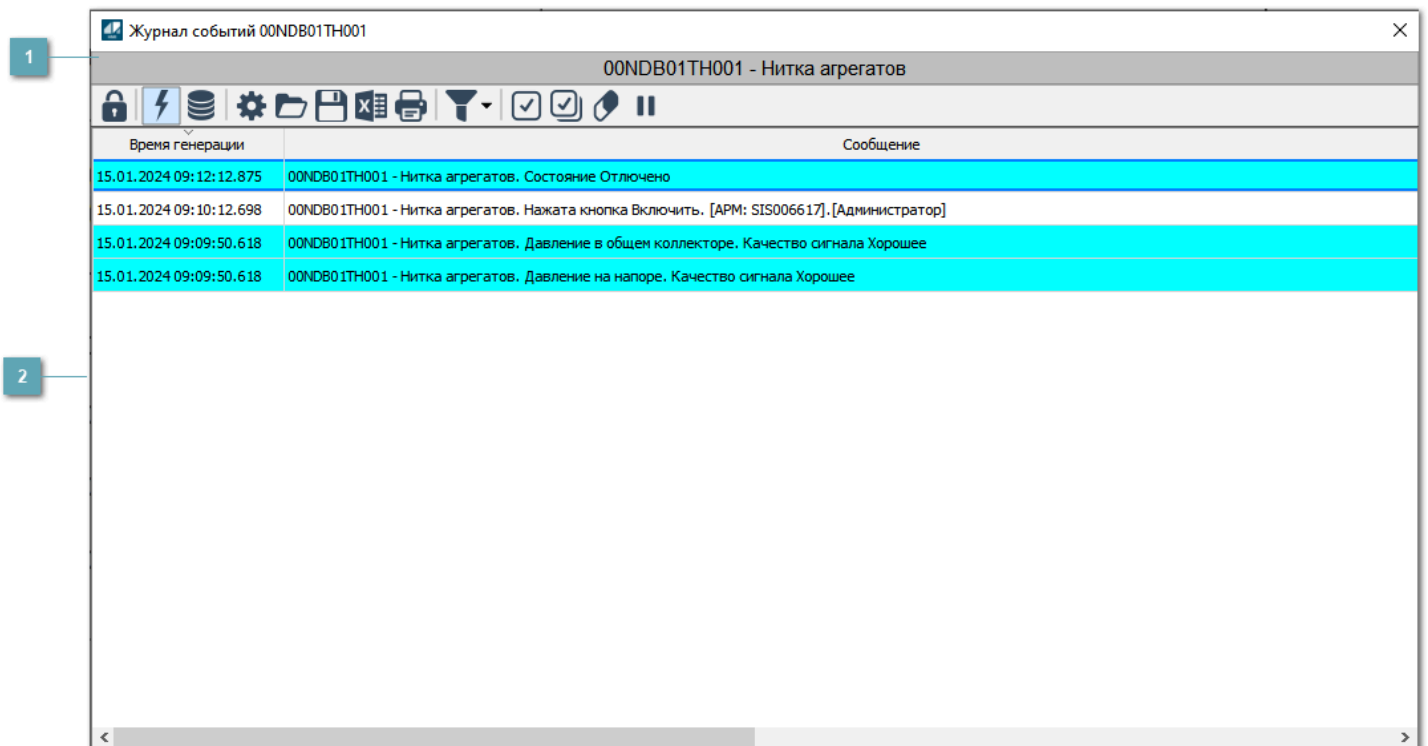 Журнал событий 00NDB01TH001
1
00NDB01TH001 - Нитка агрегатов
Время генерации Сообщение
15.01.2024 09:12:12.875 00NDB01TH001 - Нитка агрегатов. Состояние Отлючено
15.01.2024 09:10:12.698 00NDB01TH001 - Нитка агрегатов. Нажата кнопка Включить. [АРМ: SIS006617].[Администратор]
15.01.2024 09:09:50.618 00NDB01TH001 - Нитка агрегатов. Давление в общем коллекторе. Качество сигнала Хорошее
15.01.2024 09:09:50.618 00NDB01TH001 - Нитка агрегатов. Давление на напоре. Качество сигнала Хорошее
2